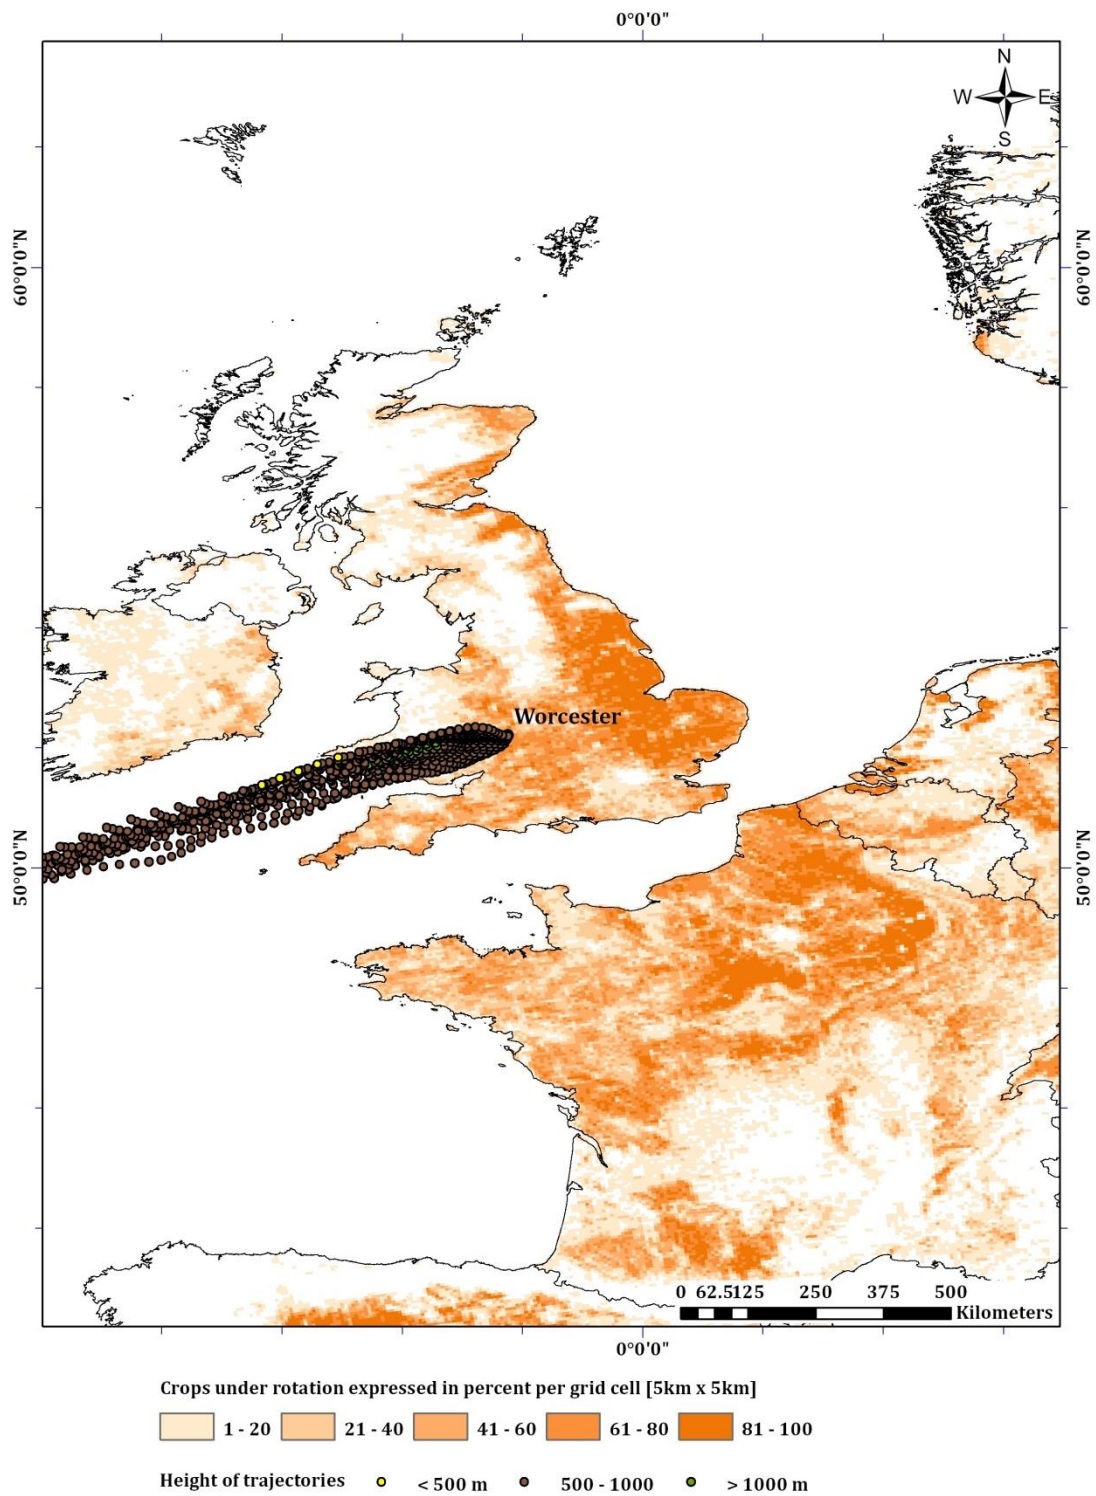 0°0'0"
N
W E
S
60°0'0"N
60°0'0"N
Worcester
50°0'0"N
50°0'0"N
0 62.5125 250 375 500
Kilometers
0°0'0"
Crops under rotation expressed in percent per grid cell [5km x 5km]
1 - 20 21 - 40 41 - 60 61 - 80 81 - 100
Height of trajectories < 500 m 500 - 1000 > 1000 m